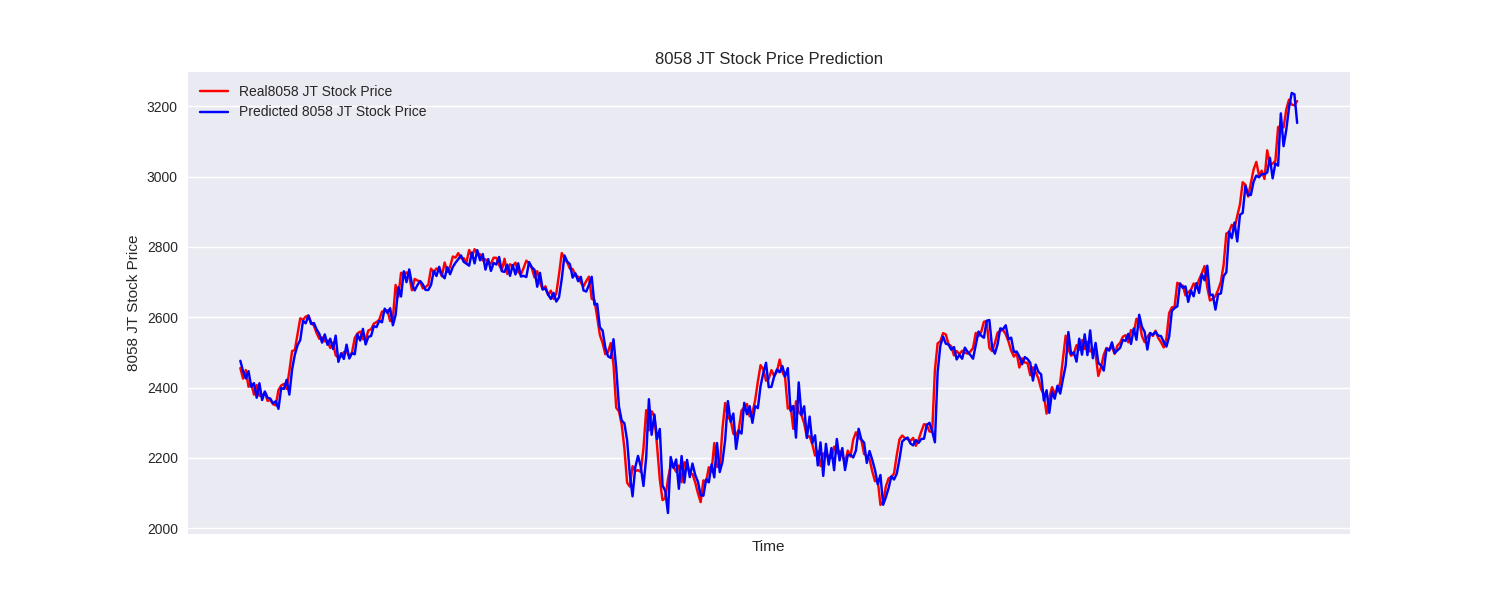 8058 JT Stock Price Prediction
Real8058 JT Stock Price
Predicted 8058 JT Stock Price
8058 JT Stock Price
3200
3000
2800
2600
2400
2200
2000
Time